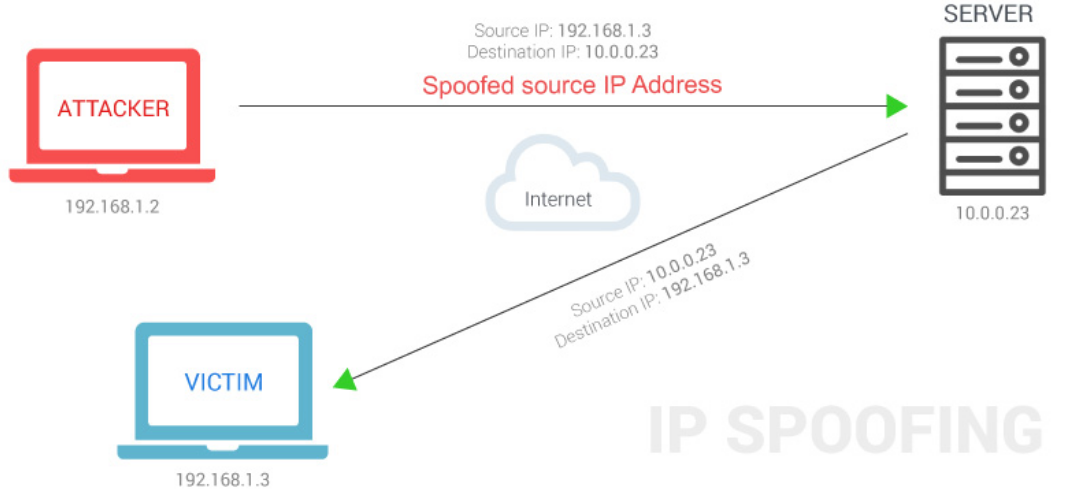 SERVER
Source IP: 192.168.1.3
Destination IP: 10.0.0.23
Spoofed source IP Address
ATTACKER
192.168.1.2
Internet
10.0.0.23
Source IP: 10.0.0.23
Destination IP: 192.168.1.3
VICTIM
192.168.1.3
IP SPOOFING